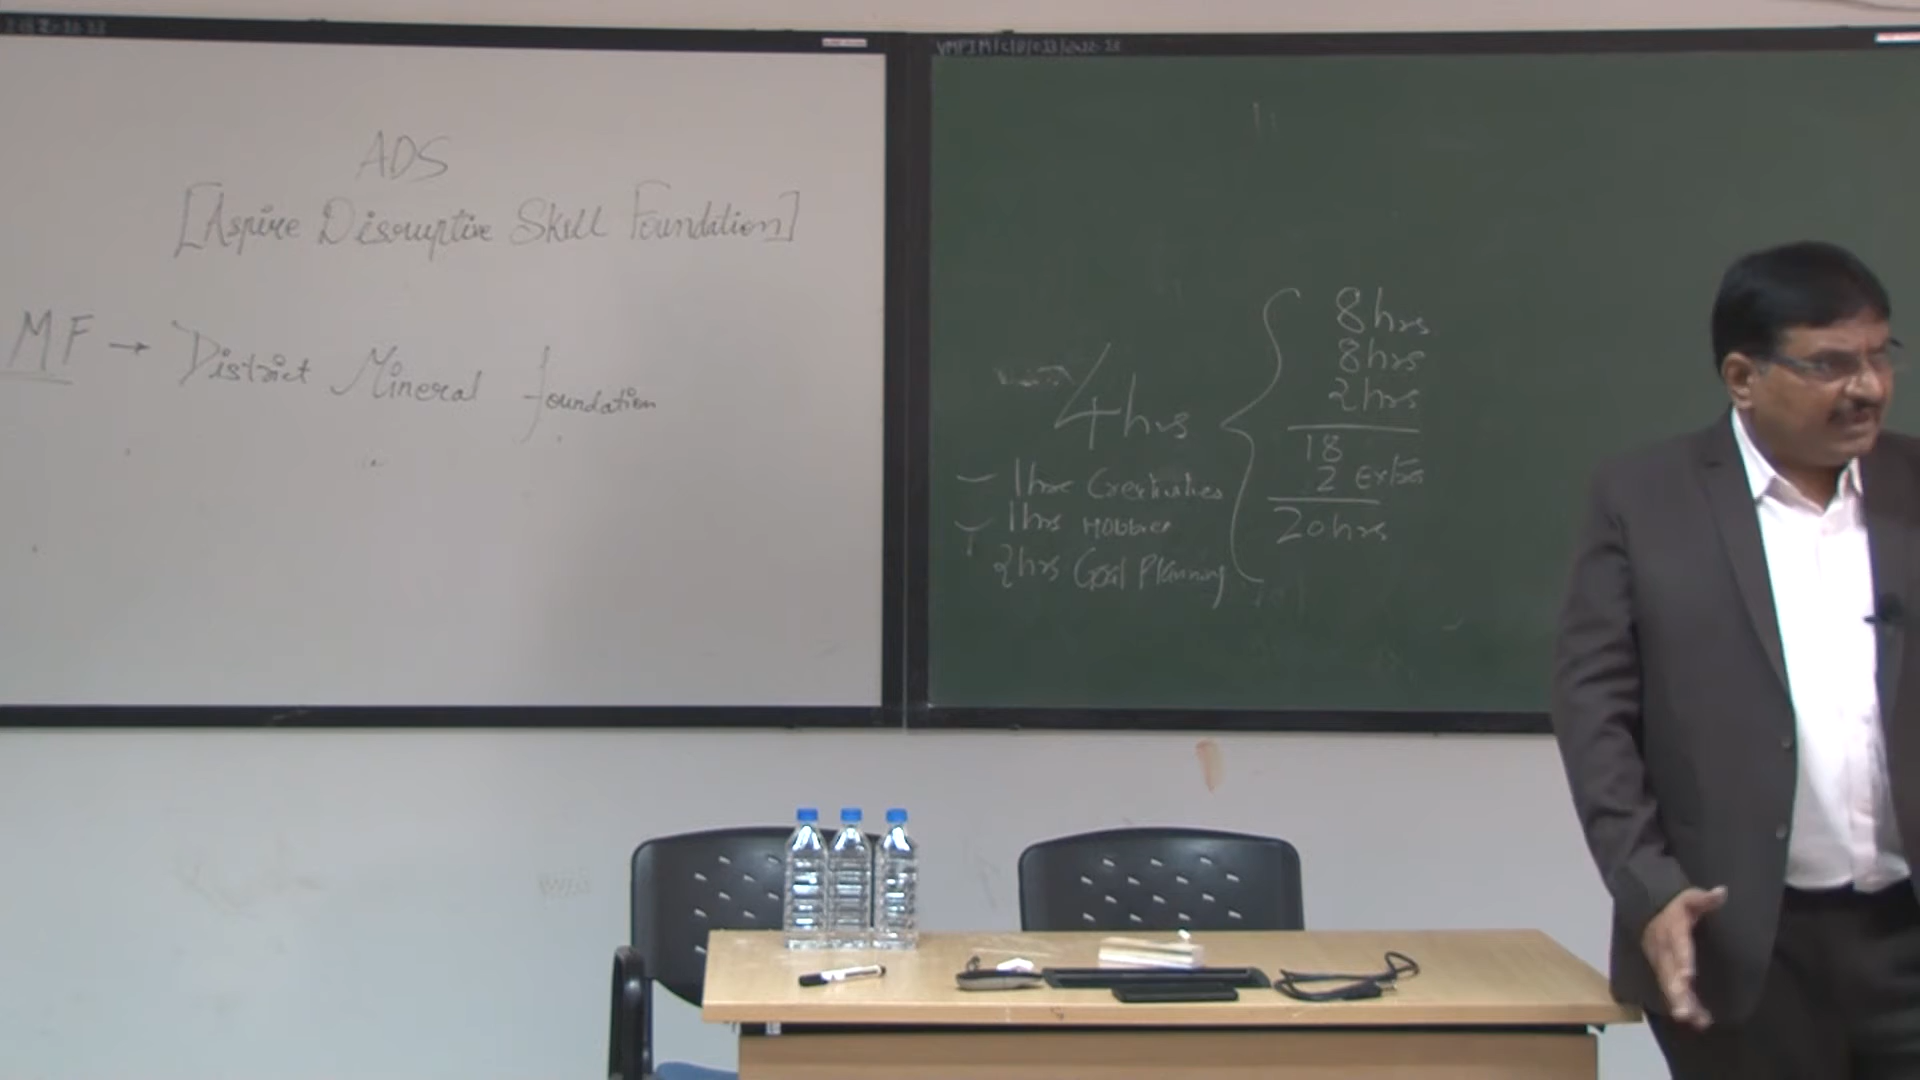 ADS
[Aspire Disruptive Skill Foundation]
MF → District Mineral foundation
8hrs
8hrs
2hrs
18
2 Extra
20hrs
4hrs
1hrs
1hrs Hobbies
2hrs Goal Planning